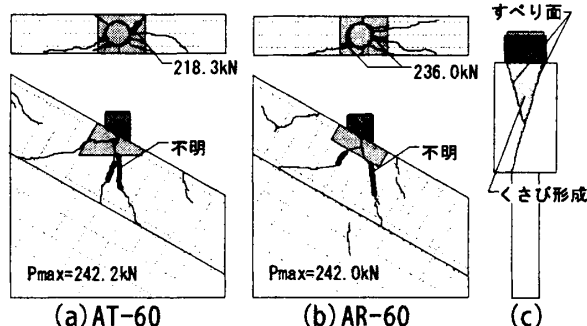 218.3kN
不明
Pmax=242.2kN
(a)AT-60
236.0kN
不明
Pmax=242.0kN
(b)AR-60
すべり面
くさび形成
(c)